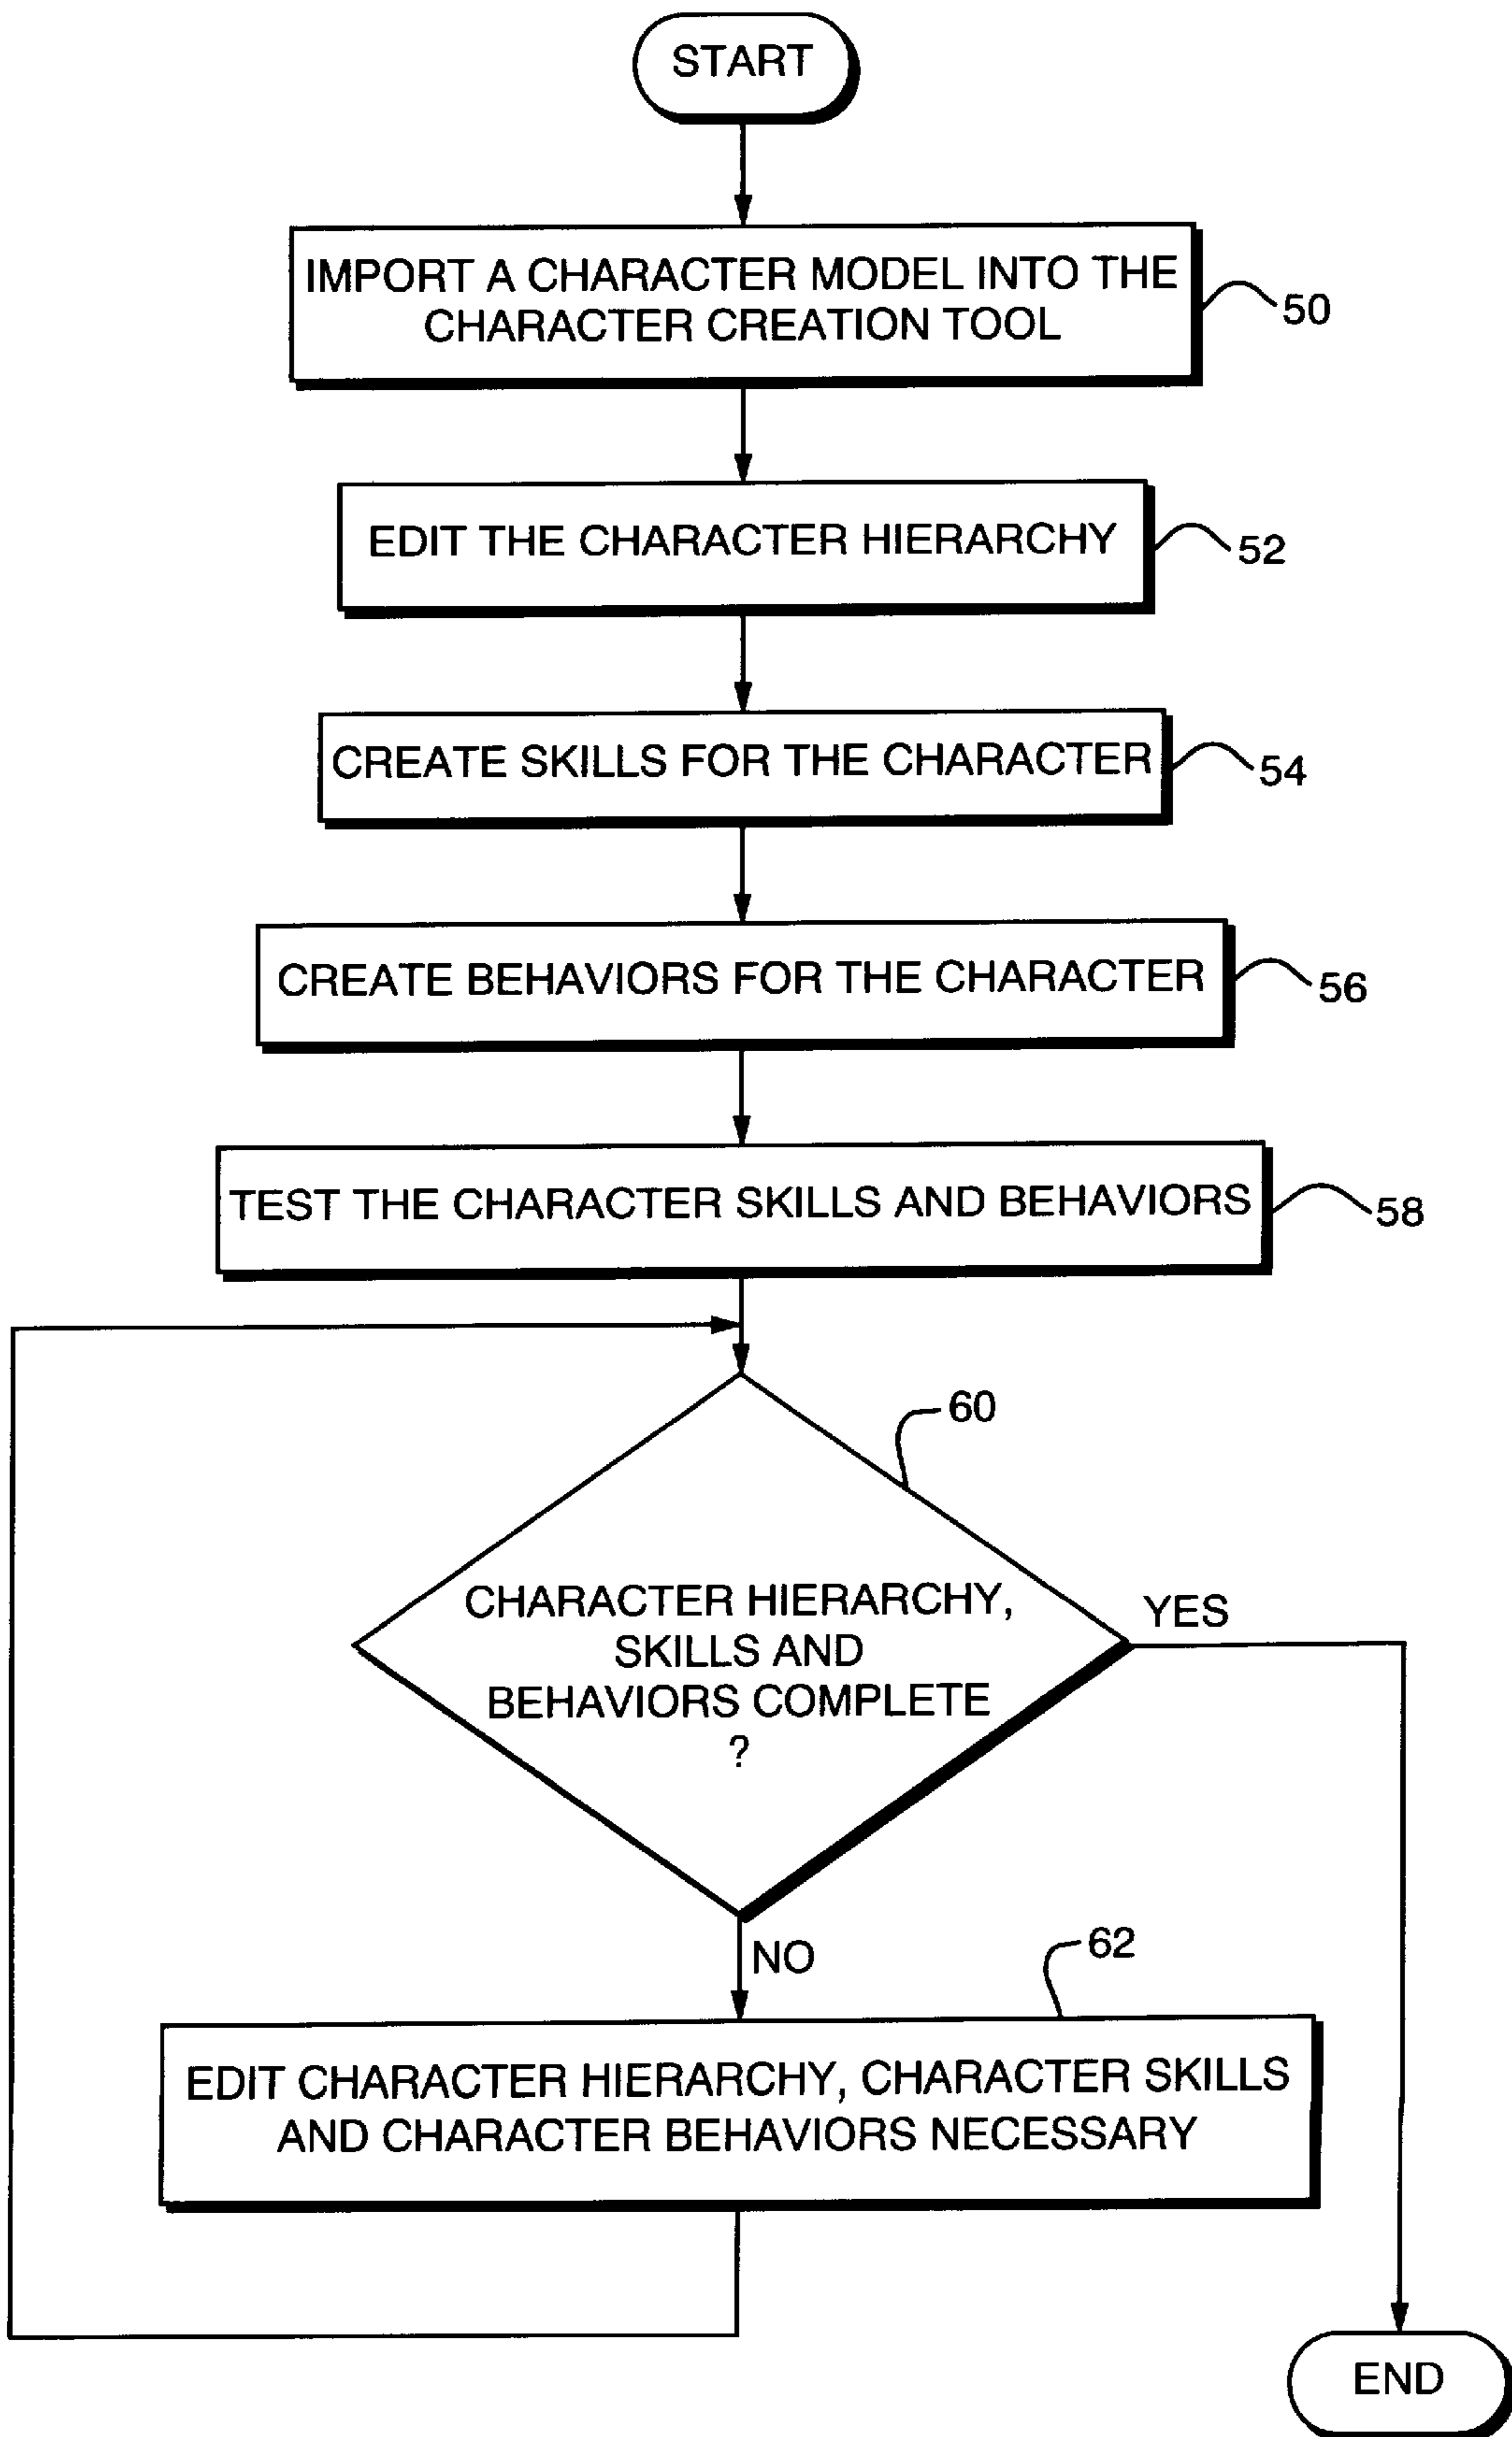 START
IMPORT A CHARACTER MODEL INTO THE
CHARACTER CREATION TOOL
50
EDIT THE CHARACTER HIERARCHY
52
CREATE SKILLS FOR THE CHARACTER
54
CREATE BEHAVIORS FOR THE CHARACTER
56
TEST THE CHARACTER SKILLS AND BEHAVIORS
58
60
CHARACTER HIERARCHY,
SKILLS AND
BEHAVIORS COMPLETE
?
YES
NO
62
EDIT CHARACTER HIERARCHY, CHARACTER SKILLS
AND CHARACTER BEHAVIORS NECESSARY
END